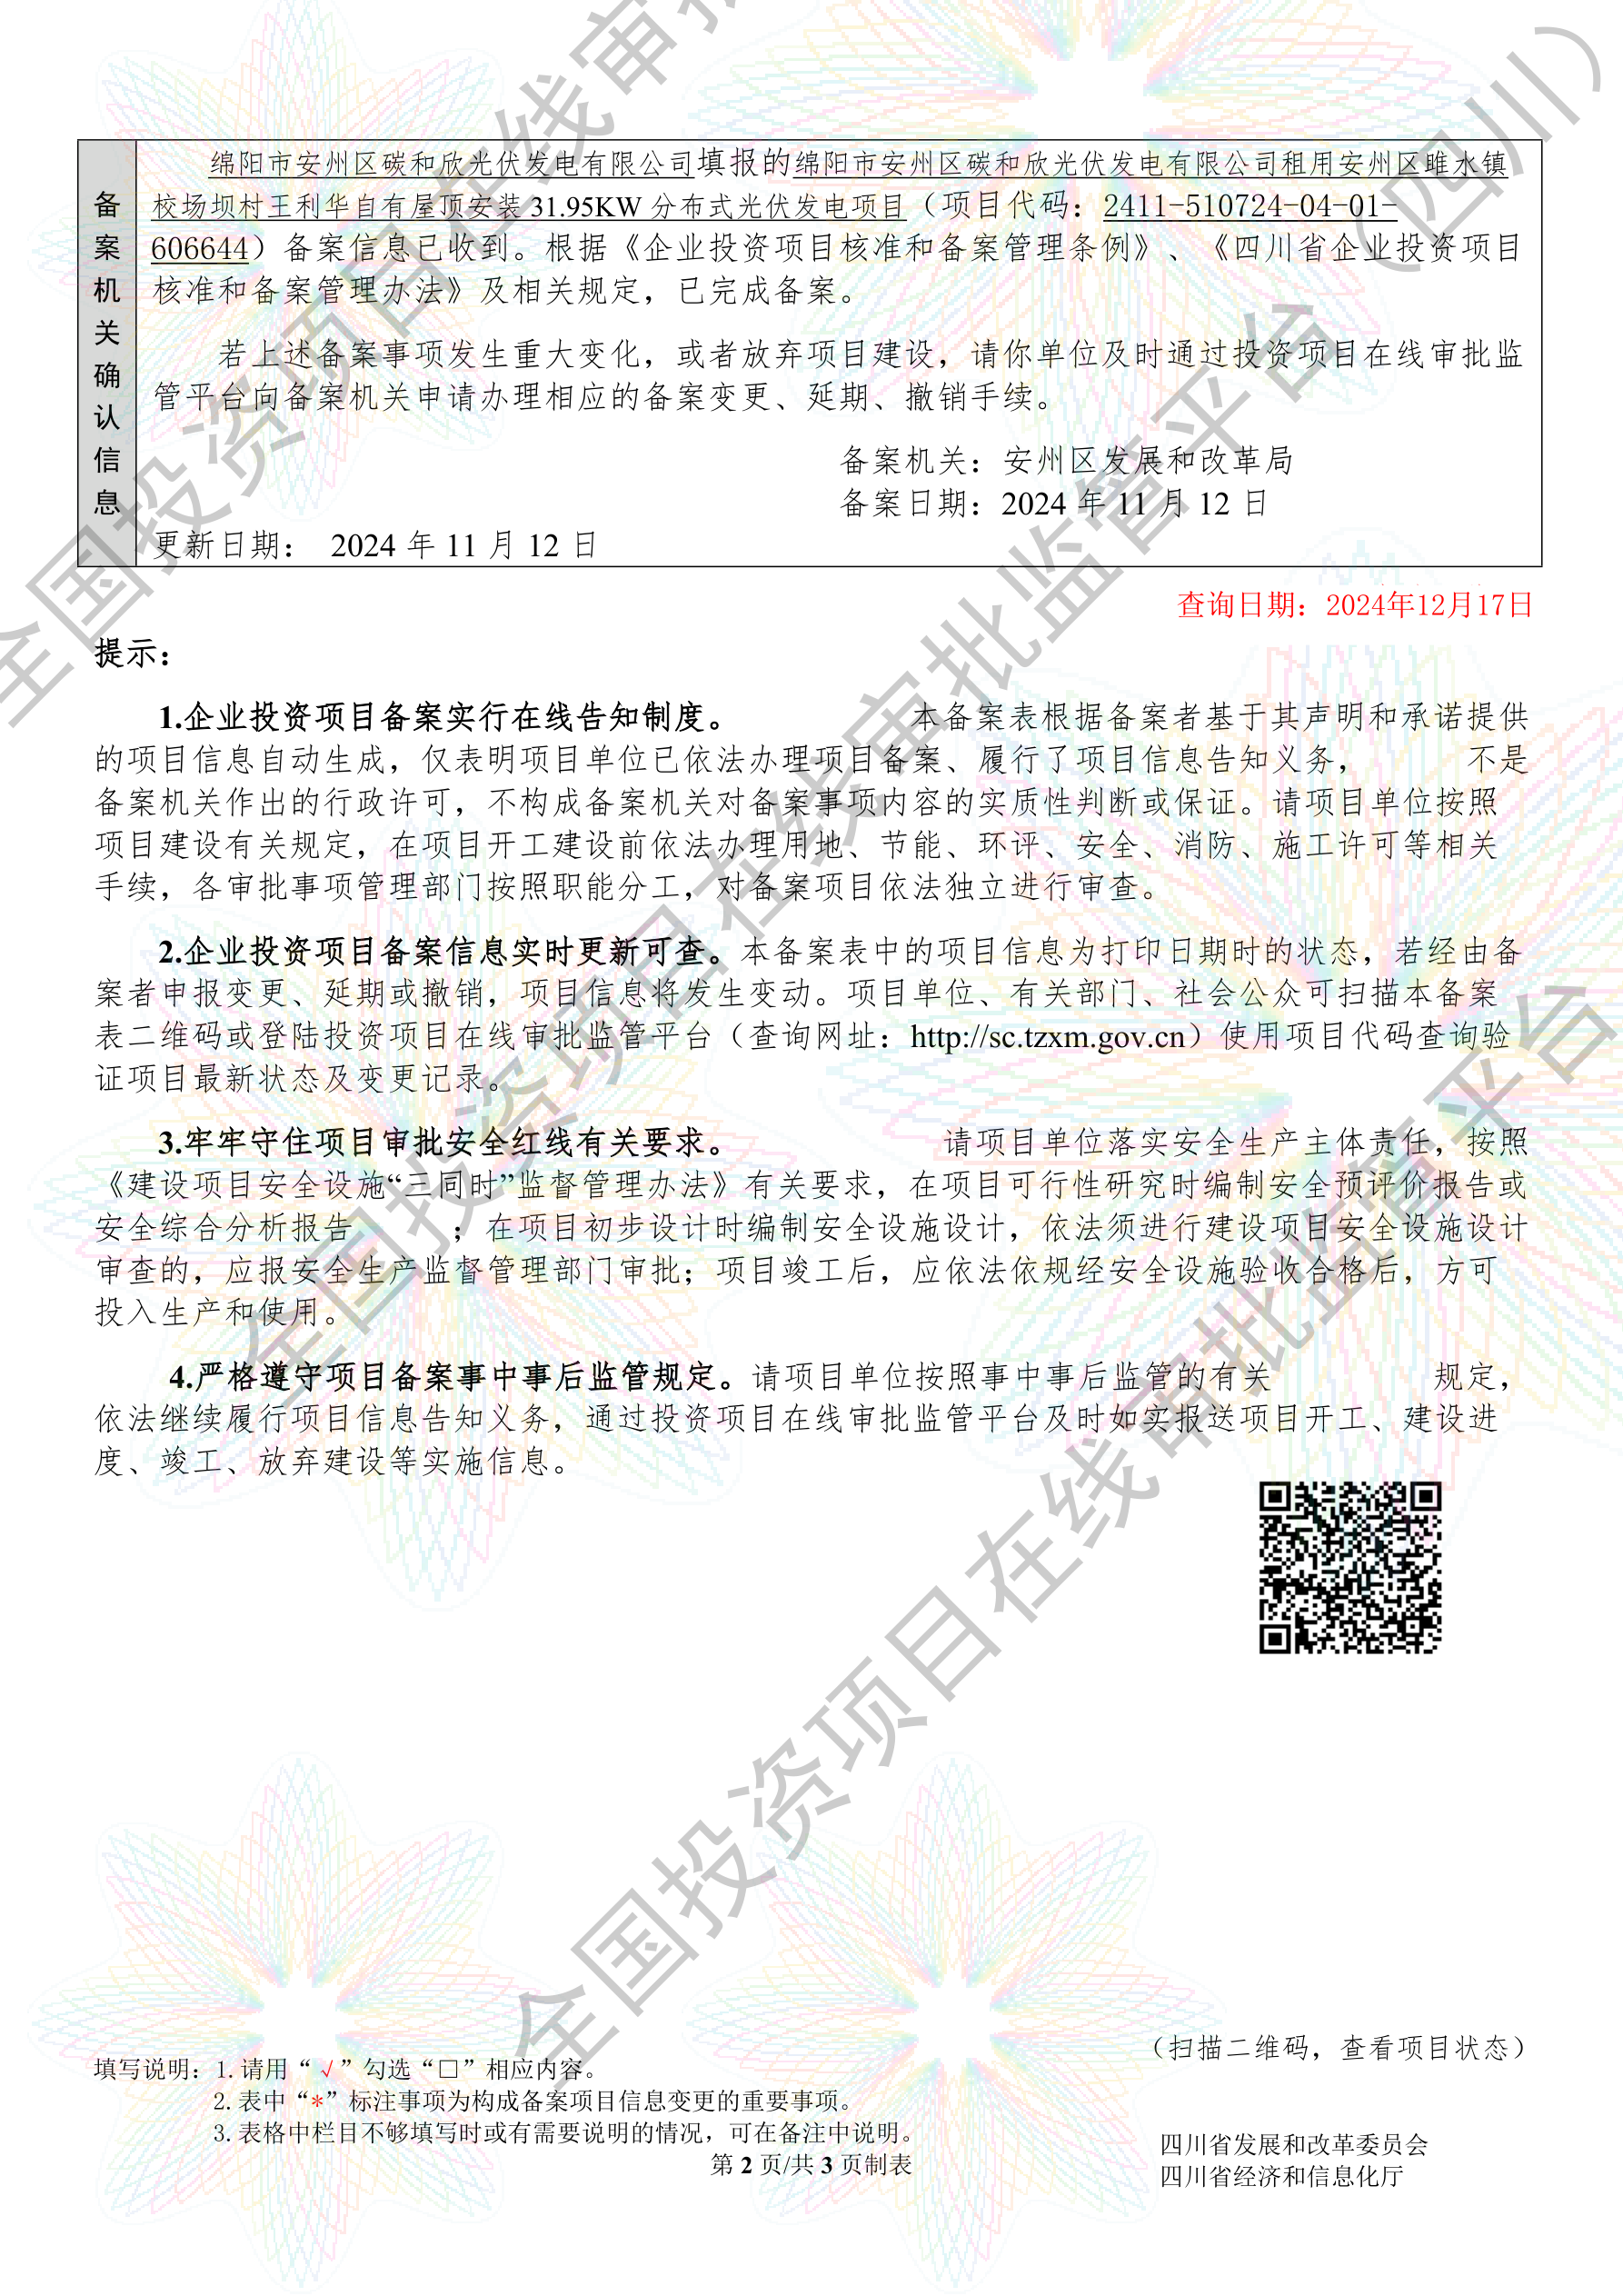 备案机关确认信息
绵阳市安州区碳和欣光伏发电有限公司填报的绵阳市安州区碳和欣光伏发电有限公司租用安州区雎水镇
校场坝村王利华自有屋顶安装 31.95KW 分布式光伏发电项目（项目代码：2411-510724-04-01-
606644）备案信息已收到。根据《企业投资项目核准和备案管理条例》、《四川省企业投资项目
核准和备案管理办法》及相关规定，已完成备案。
若上述备案事项发生重大变化，或者放弃项目建设，请你单位及时通过投资项目在线审批监
管平台向备案机关申请办理相应的备案变更、延期、撤销手续。
备案机关：安州区发展和改革局
备案日期：2024 年 11 月 12 日
更新日期： 2024 年 11 月 12 日
查询日期：2024年12月17日
提示：
1.企业投资项目备案实行在线告知制度。 本备案表根据备案者基于其声明和承诺提供
的项目信息自动生成，仅表明项目单位已依法办理项目备案、履行了项目信息告知义务， 不是
备案机关作出的行政许可，不构成备案机关对备案事项内容的实质性判断或保证。请项目单位按照
项目建设有关规定，在项目开工建设前依法办理用地、节能、环评、安全、消防、施工许可等相关
手续，各审批事项管理部门按照职能分工，对备案项目依法独立进行审查。
2.企业投资项目备案信息实时更新可查。本备案表中的项目信息为打印日期时的状态，若经由备
案者申报变更、延期或撤销，项目信息将发生变动。项目单位、有关部门、社会公众可扫描本备案
表二维码或登陆投资项目在线审批监管平台（查询网址：http://sc.tzxm.gov.cn）使用项目代码查询验
证项目最新状态及变更记录。
3.牢牢守住项目审批安全红线有关要求。 请项目单位落实安全生产主体责任，按照
《建设项目安全设施“三同时”监督管理办法》有关要求，在项目可行性研究时编制安全预评价报告或
安全综合分析报告 ；在项目初步设计时编制安全设施设计，依法须进行建设项目安全设施设计
审查的，应报安全生产监督管理部门审批；项目竣工后，应依法依规经安全设施验收合格后，方可
投入生产和使用。
4.严格遵守项目备案事中事后监管规定。请项目单位按照事中事后监管的有关 规定，
依法继续履行项目信息告知义务，通过投资项目在线审批监管平台及时如实报送项目开工、建设进
度、竣工、放弃建设等实施信息。
（扫描二维码，查看项目状态）
填写说明：1.请用“√”勾选“□”相应内容。
2.表中“*”标注事项为构成备案项目信息变更的重要事项。
3.表格中栏目不够填写时或有需要说明的情况，可在备注中说明。
第 2 页/共 3 页制表
四川省发展和改革委员会
四川省经济和信息化厅
全国投资项目在线审批监管平台（四川）
全国投资项目在线审批监管平台（四川）
全国投资项目在线审批监管平台